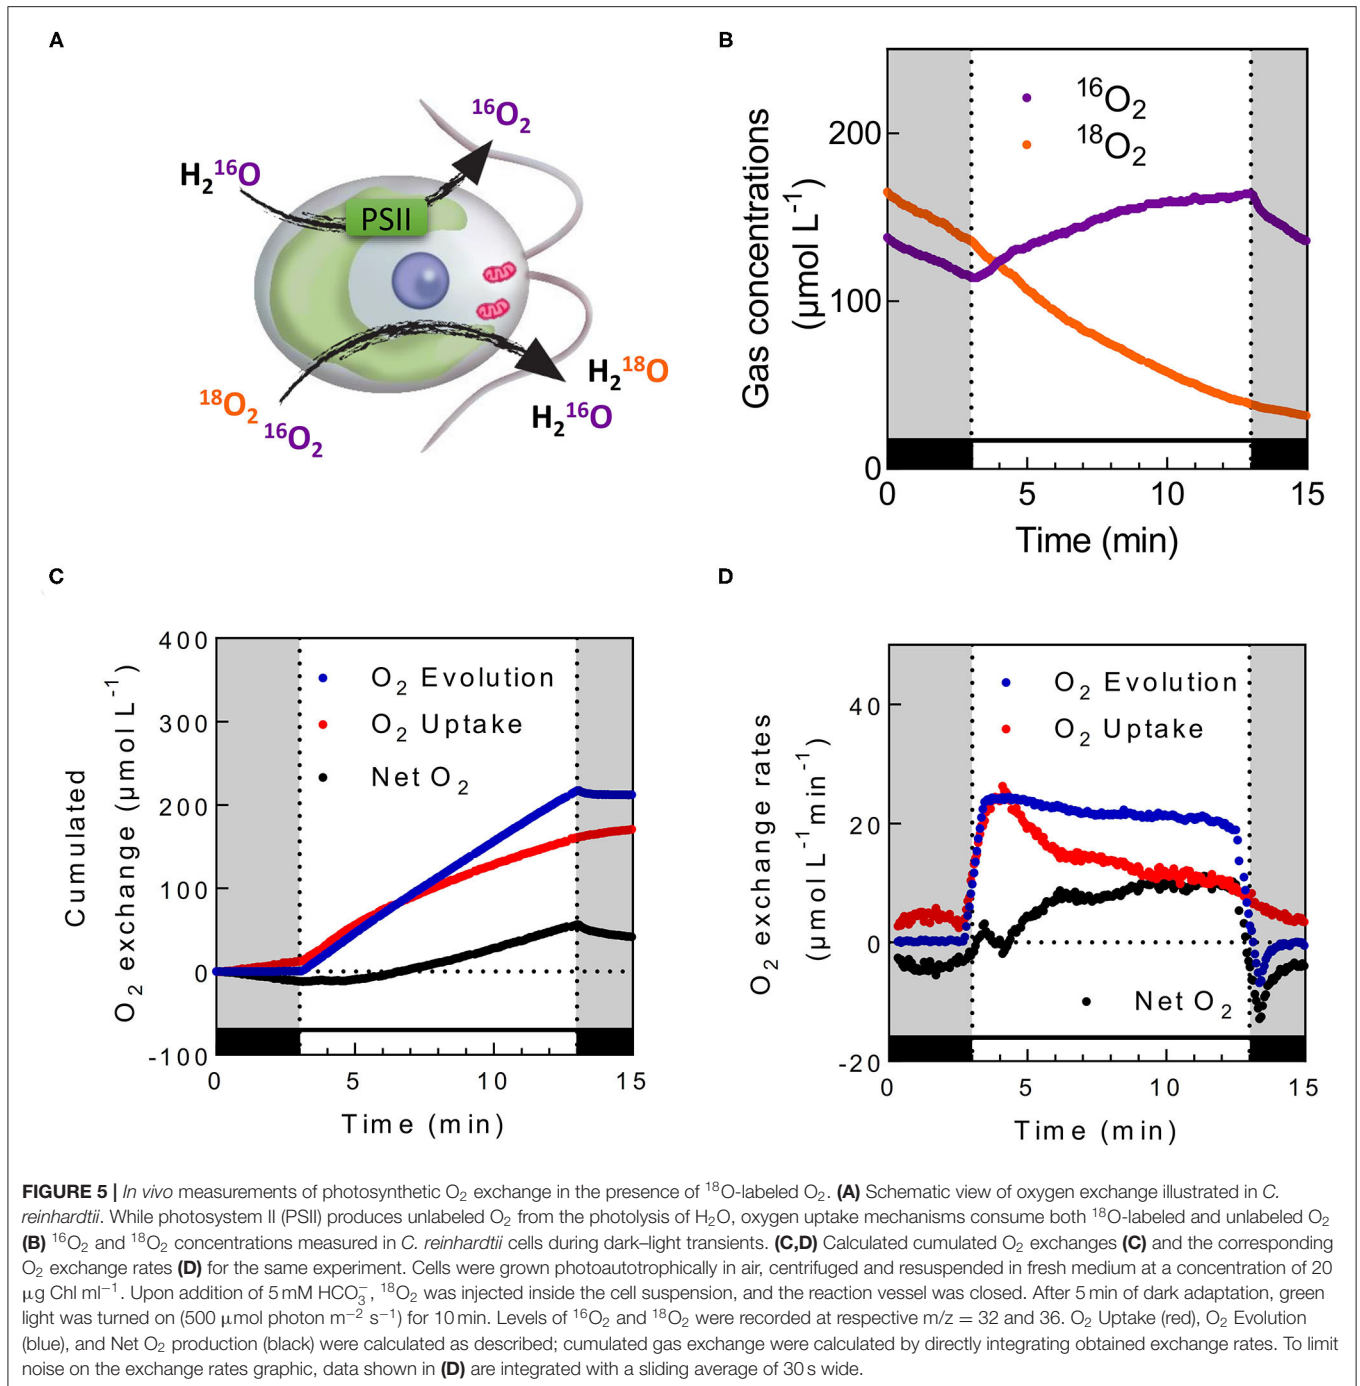 A
¹⁶O₂
H₂¹⁶O
PSII
H₂¹⁸O
¹⁸O₂
¹⁶O₂
H₂¹⁶O
B
Gas concentrations
(µmol L⁻¹)
¹⁶O₂
¹⁸O₂
200
100
0
0 5 10 15
Time (min)
C
Cumulated
O₂ exchange (µmol L⁻¹)
400
300
200
100
0
-100
O₂ Evolution
O₂ Uptake
Net O₂
0 5 10 15
Time (min)
D
O₂ exchange rates
(µmol L⁻¹min⁻¹)
40
20
0
-20
O₂ Evolution
O₂ Uptake
Net O₂
0 5 10 15
Time (min)
FIGURE 5 | In vivo measurements of photosynthetic O₂ exchange in the presence of ¹⁸O-labeled O₂. (A) Schematic view of oxygen exchange illustrated in C.
reinhardtii. While photosystem II (PSII) produces unlabeled O₂ from the photolysis of H₂O, oxygen uptake mechanisms consume both ¹⁸O-labeled and unlabeled O₂
(B) ¹⁶O₂ and ¹⁸O₂ concentrations measured in C. reinhardtii cells during dark–light transients. (C,D) Calculated cumulated O₂ exchanges (C) and the corresponding
O₂ exchange rates (D) for the same experiment. Cells were grown photoautotrophically in air, centrifuged and resuspended in fresh medium at a concentration of 20
µg Chl ml⁻¹. Upon addition of 5 mM HCO₃⁻, ¹⁸O₂ was injected inside the cell suspension, and the reaction vessel was closed. After 5 min of dark adaptation, green
light was turned on (500 µmol photon m⁻² s⁻¹) for 10 min. Levels of ¹⁶O₂ and ¹⁸O₂ were recorded at respective m/z = 32 and 36. O₂ Uptake (red), O₂ Evolution
(blue), and Net O₂ production (black) were calculated as described; cumulated gas exchange were calculated by directly integrating obtained exchange rates. To limit
noise on the exchange rates graphic, data shown in (D) are integrated with a sliding average of 30 s wide.